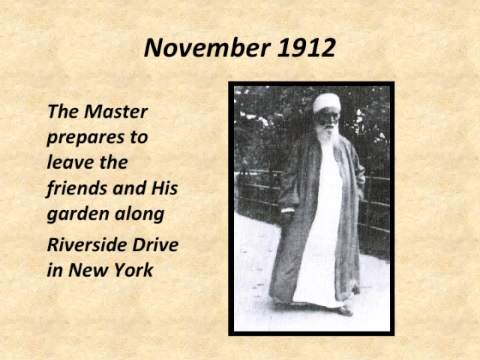 November 1912
The Master
prepares to
leave the
friends and His
garden along
Riverside Drive
in New York